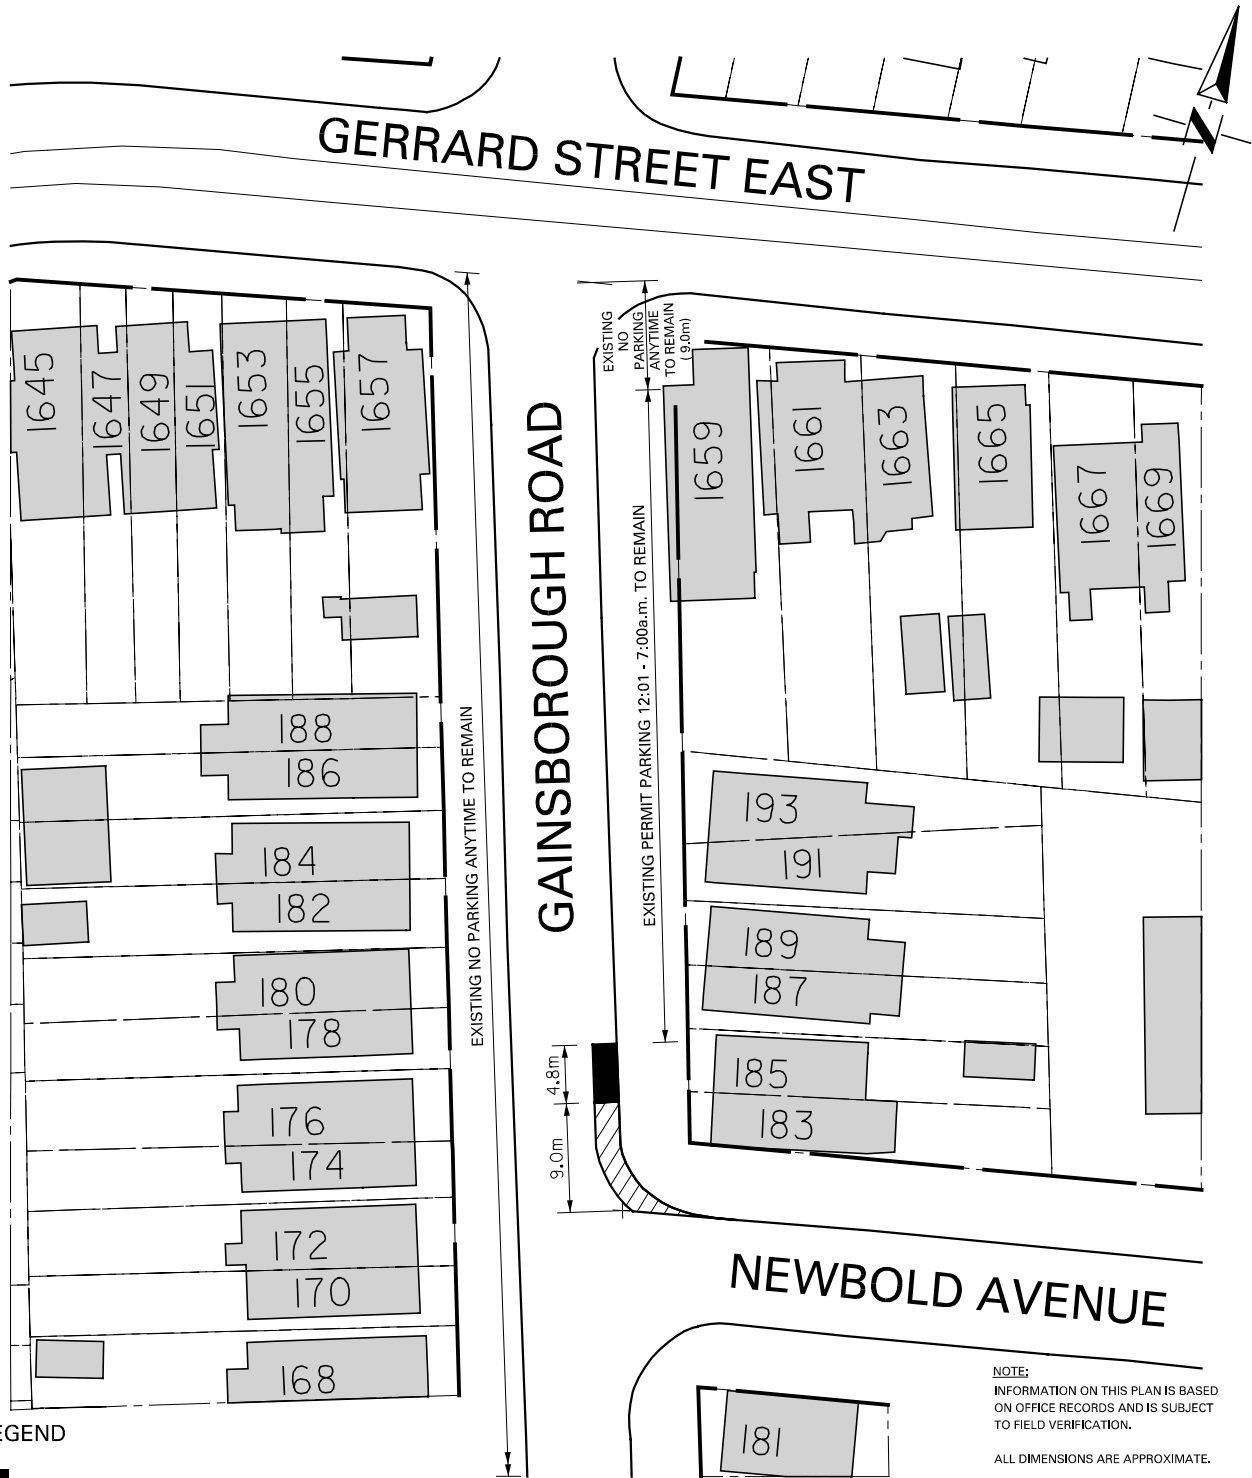 GERRARD STREET EAST
EXISTING
NO
PARKING
ANYTIME
TO REMAIN
(9.0m)
1645
1647
1649
1651
1653
1655
1657
1659
1661
1663
1665
1667
1669
GAINSBOROUGH ROAD
EXISTING PERMIT PARKING 12:01 - 7:00a.m. TO REMAIN
EXISTING NO PARKING ANYTIME TO REMAIN
188
186
184
182
180
178
176
174
172
170
168
193
191
189
187
185
183
4.8m
9.0m
NEWBOLD AVENUE
181
NOTE:
INFORMATION ON THIS PLAN IS BASED
ON OFFICE RECORDS AND IS SUBJECT
TO FIELD VERIFICATION.
ALL DIMENSIONS ARE APPROXIMATE.
EGEND
N